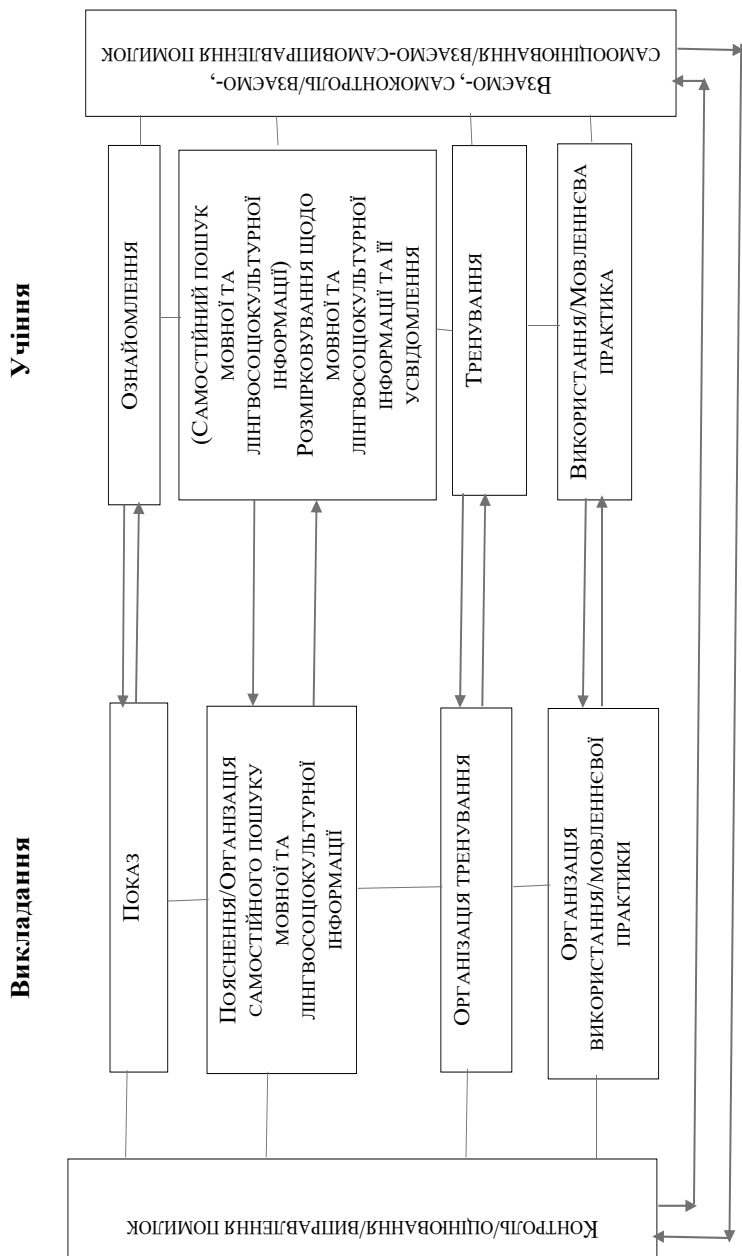 Викладання
Учіння
Контроль/оцінювання/виправлення помилок
Показ
Пояснення/Організація
самостійного пошуку
мовної та
лінгвосоціокультурної
інформації
Організація тренування
Організація
використання/мовленнєвої
практики
Ознайомлення
(Самостійний пошук
мовної та
лінгвосоціокультурної
інформації)
Розмірковування щодо
мовної та
лінгвосоціокультурної
інформації та її
усвідомлення
Тренування
Використання/Мовленнєва
практика
Взаємо-, самоконтроль/взаємо-,
самооцінювання/взаємо-самовиправлення помилок